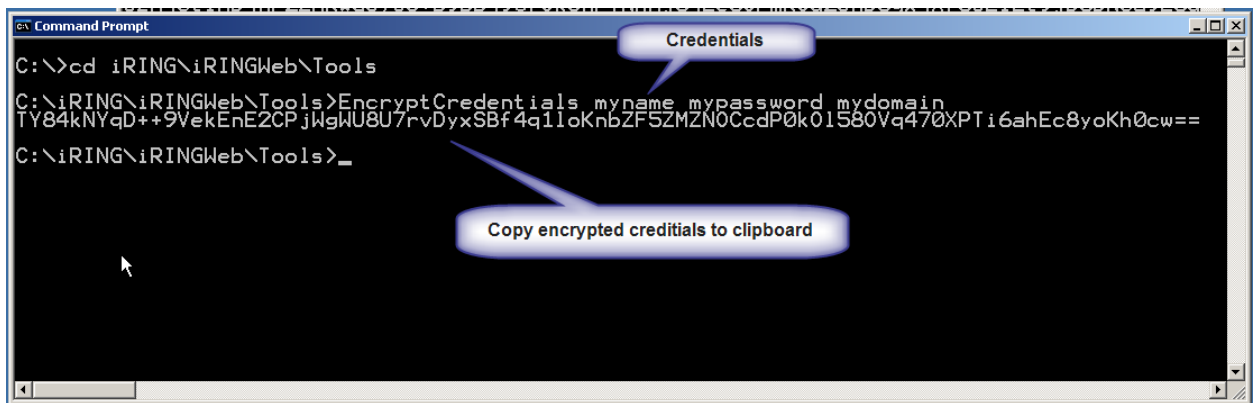 Command Prompt
Credentials
C:\>cd iRING\iRINGWeb\Tools
C:\iRING\iRINGWeb\Tools>EncryptCredentials myname mypassword mydomain
TY84kNYqD++9VekEnE2CPjWgWU8U7rvDyxSBf4q1loKnbZF5ZMZNOCcdP0kOl58OVq470XPTi6ahEc8yoKh0cw==
C:\iRING\iRINGWeb\Tools>_
Copy encrypted creditials to clipboard